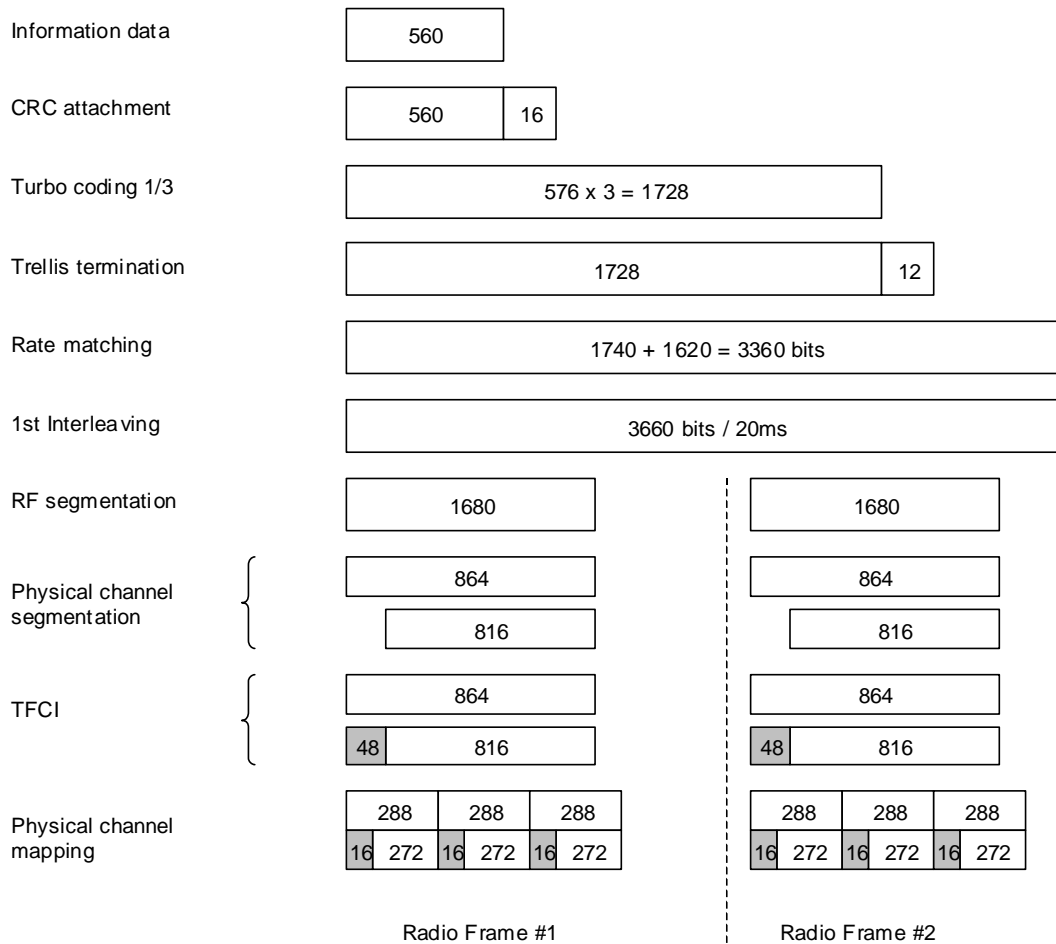 Information data
560
CRC attachment
560 16
Turbo coding 1/3
576 x 3 = 1728
Trellis termination
1728 12
Rate matching
1740 + 1620 = 3360 bits
1st Interleaving
3660 bits / 20ms
RF segmentation
1680 1680
Physical channel
segmentation
864 864
816 816
TFCI
864 864
48 816 48 816
Physical channel
mapping
288 288 288 288 288 288
16 272 16 272 16 272 16 272 16 272 16 272
Radio Frame #1 Radio Frame #2